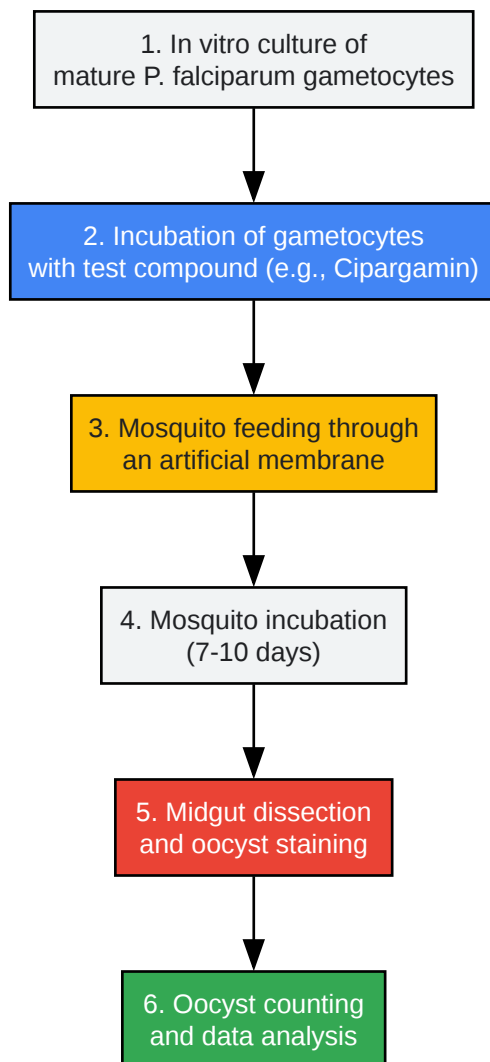 1. In vitro culture of
mature P. falciparum gametocytes
2. Incubation of gametocytes
with test compound (e.g., Cipargamin)
3. Mosquito feeding through
an artificial membrane
4. Mosquito incubation
(7-10 days)
5. Midgut dissection
and oocyst staining
6. Oocyst counting
and data analysis